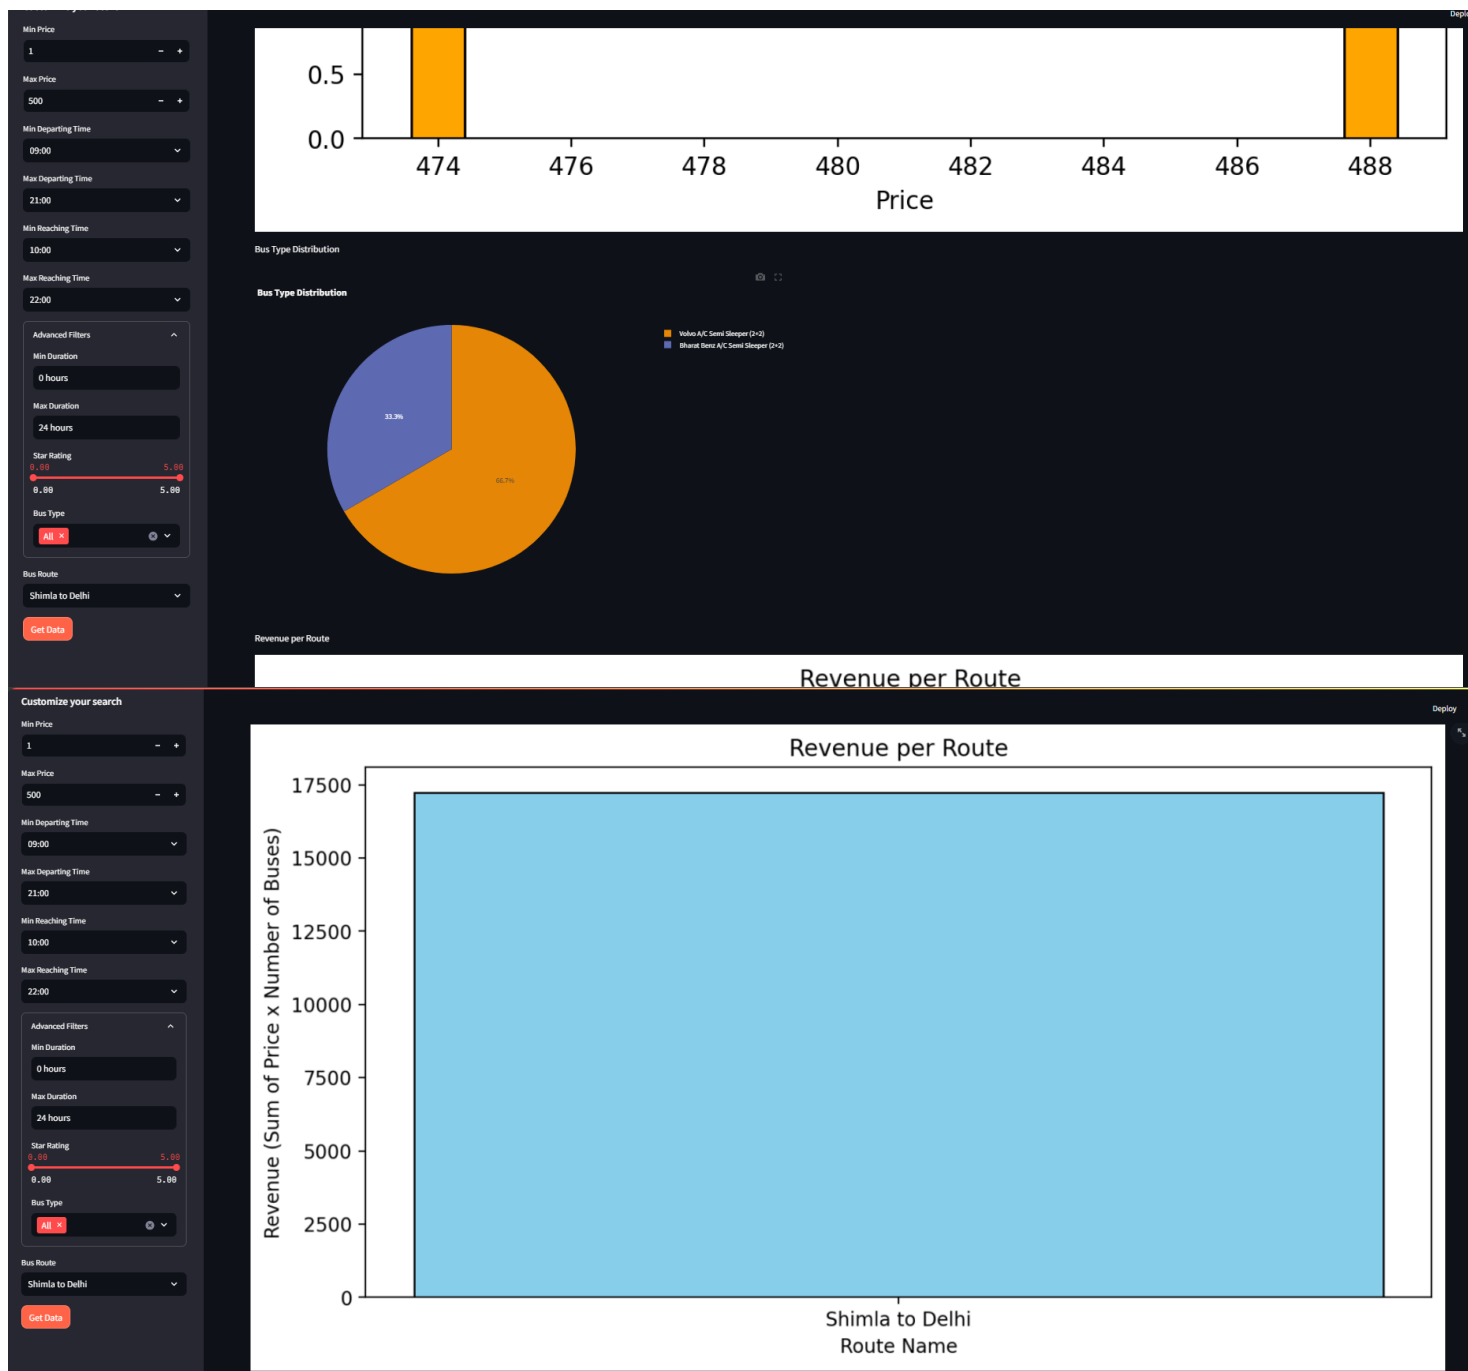 Deplo
Min Price
1 - +
Max Price
500 - +
Min Departing Time
09:00
Max Departing Time
21:00
Min Reaching Time
10:00
Max Reaching Time
22:00
Advanced Filters
Min Duration
0 hours
Max Duration
24 hours
Star Rating
0.00 5.00
0.00 5.00
Bus Type
All ×
Bus Route
Shimla to Delhi
Get Data
0.5
0.0
474 476 478 480 482 484 486 488
Price
Bus Type Distribution
Bus Type Distribution
Volvo A/C Semi Sleeper (2+2)
Bharat Benz A/C Semi Sleeper (2+2)
33.3%
66.7%
Revenue per Route
Revenue per Route
Customize your search
Deploy
Min Price
1 - +
Max Price
500 - +
Min Departing Time
09:00
Max Departing Time
21:00
Min Reaching Time
10:00
Max Reaching Time
22:00
Advanced Filters
Min Duration
0 hours
Max Duration
24 hours
Star Rating
0.00 5.00
0.00 5.00
Bus Type
All ×
Bus Route
Shimla to Delhi
Get Data
Revenue per Route
Revenue (Sum of Price x Number of Buses)
17500
15000
12500
10000
7500
5000
2500
0
Shimla to Delhi
Route Name